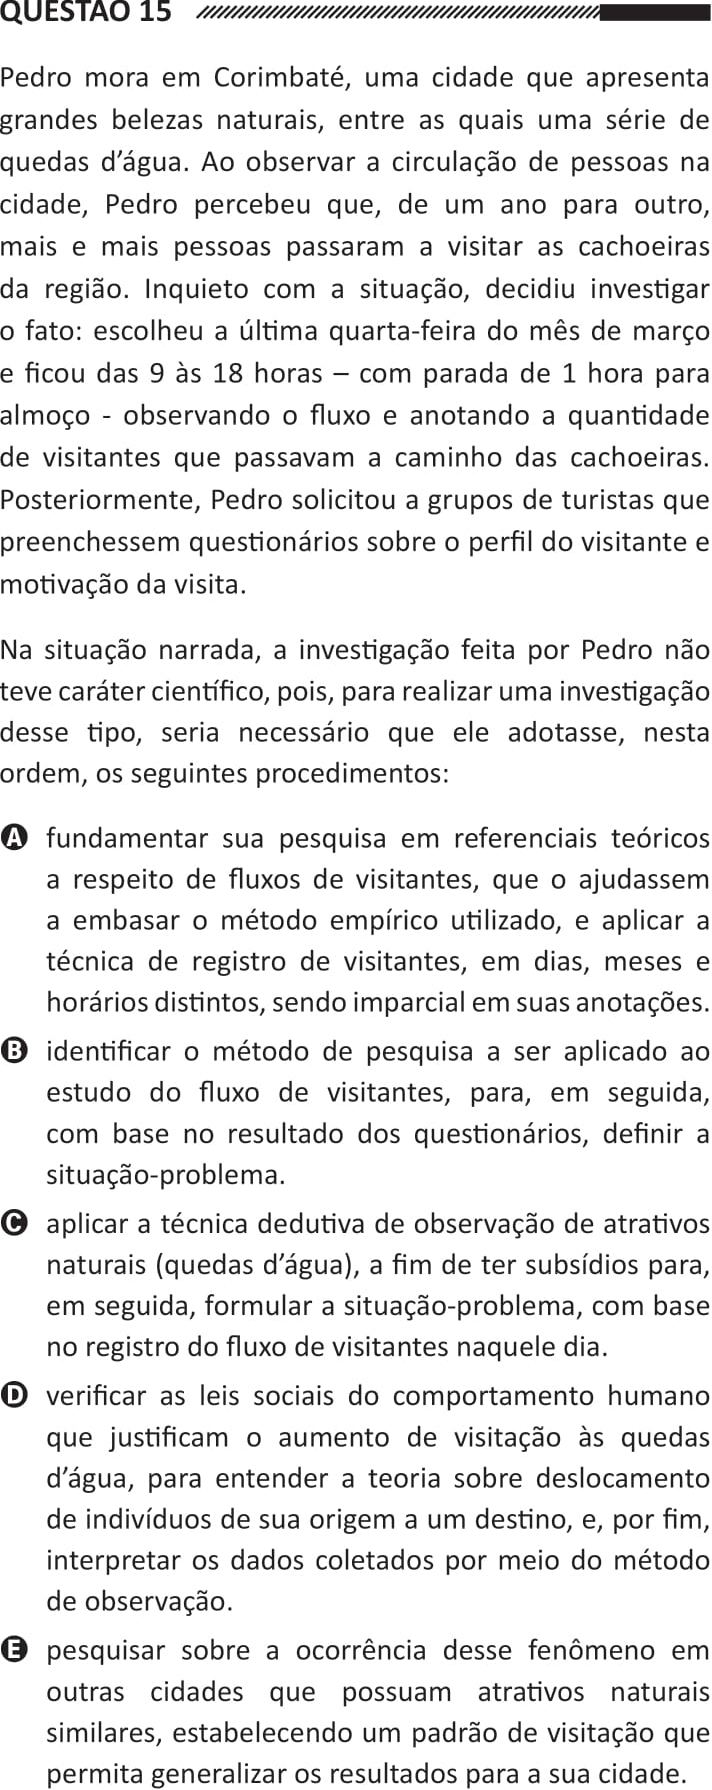 QUESTÃO 15
Pedro mora em Corimbaté, uma cidade que apresenta
grandes belezas naturais, entre as quais uma série de
quedas d’água. Ao observar a circulação de pessoas na
cidade, Pedro percebeu que, de um ano para outro,
mais e mais pessoas passaram a visitar as cachoeiras
da região. Inquieto com a situação, decidiu investigar
o fato: escolheu a última quarta-feira do mês de março
e ficou das 9 às 18 horas – com parada de 1 hora para
almoço - observando o fluxo e anotando a quantidade
de visitantes que passavam a caminho das cachoeiras.
Posteriormente, Pedro solicitou a grupos de turistas que
preenchessem questionários sobre o perfil do visitante e
motivação da visita.
Na situação narrada, a investigação feita por Pedro não
teve caráter científico, pois, para realizar uma investigação
desse tipo, seria necessário que ele adotasse, nesta
ordem, os seguintes procedimentos:
A fundamentar sua pesquisa em referenciais teóricos
a respeito de fluxos de visitantes, que o ajudassem
a embasar o método empírico utilizado, e aplicar a
técnica de registro de visitantes, em dias, meses e
horários distintos, sendo imparcial em suas anotações.
B identificar o método de pesquisa a ser aplicado ao
estudo do fluxo de visitantes, para, em seguida,
com base no resultado dos questionários, definir a
situação-problema.
C aplicar a técnica dedutiva de observação de atrativos
naturais (quedas d’água), a fim de ter subsídios para,
em seguida, formular a situação-problema, com base
no registro do fluxo de visitantes naquele dia.
D verificar as leis sociais do comportamento humano
que justificam o aumento de visitação às quedas
d’água, para entender a teoria sobre deslocamento
de indivíduos de sua origem a um destino, e, por fim,
interpretar os dados coletados por meio do método
de observação.
E pesquisar sobre a ocorrência desse fenômeno em
outras cidades que possuam atrativos naturais
similares, estabelecendo um padrão de visitação que
permita generalizar os resultados para a sua cidade.